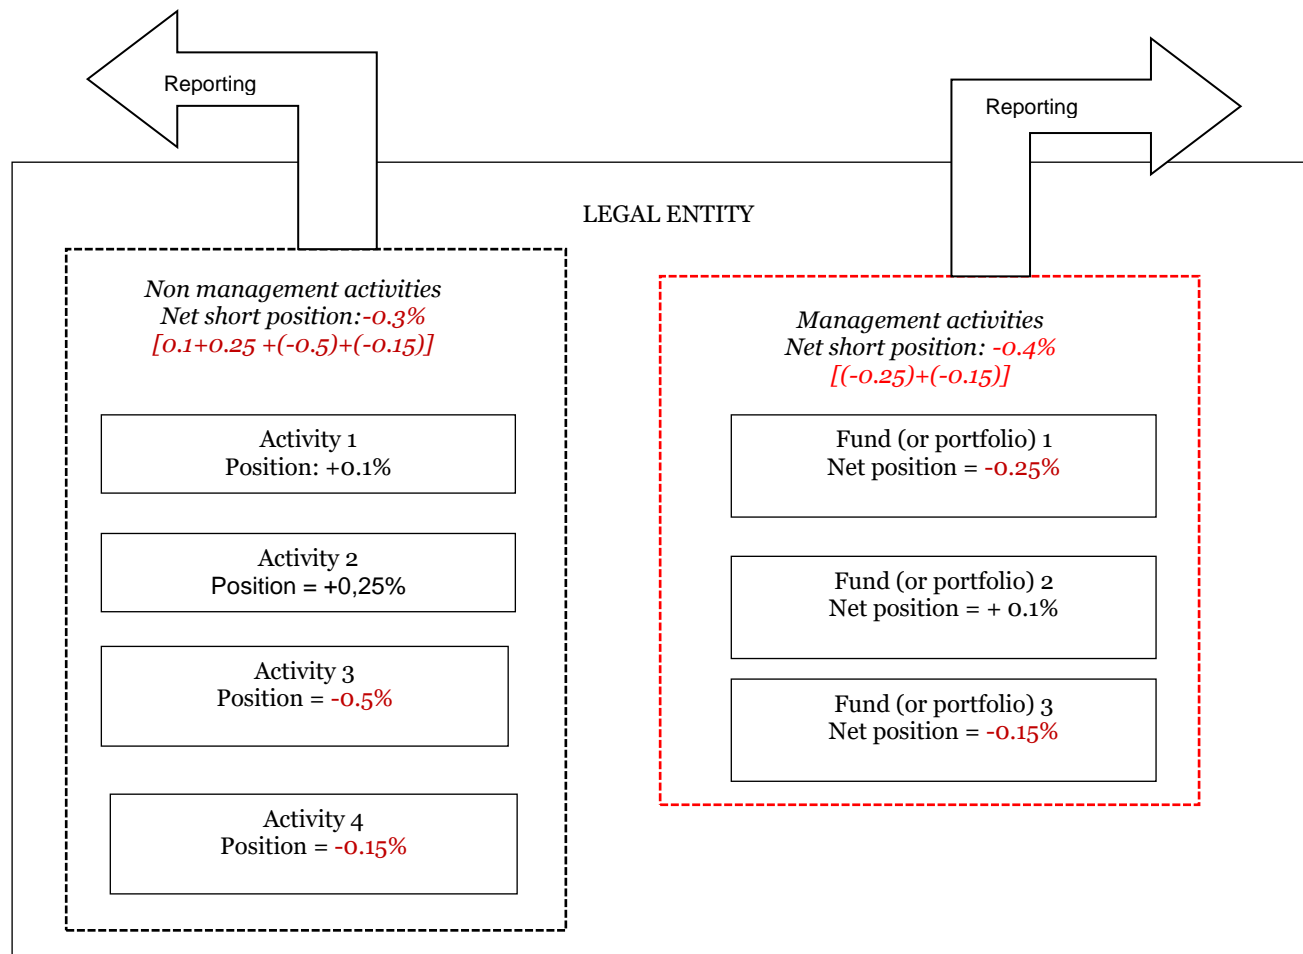 Reporting
Reporting
LEGAL ENTITY
Non management activities
Net short position:-0.3%
[0.1+0.25 +(-0.5)+(-0.15)]
Activity 1
Position: +0.1%
Activity 2
Position = +0,25%
Activity 3
Position = -0.5%
Activity 4
Position = -0.15%
Management activities
Net short position: -0.4%
[(-0.25)+(-0.15)]
Fund (or portfolio) 1
Net position = -0.25%
Fund (or portfolio) 2
Net position = + 0.1%
Fund (or portfolio) 3
Net position = -0.15%